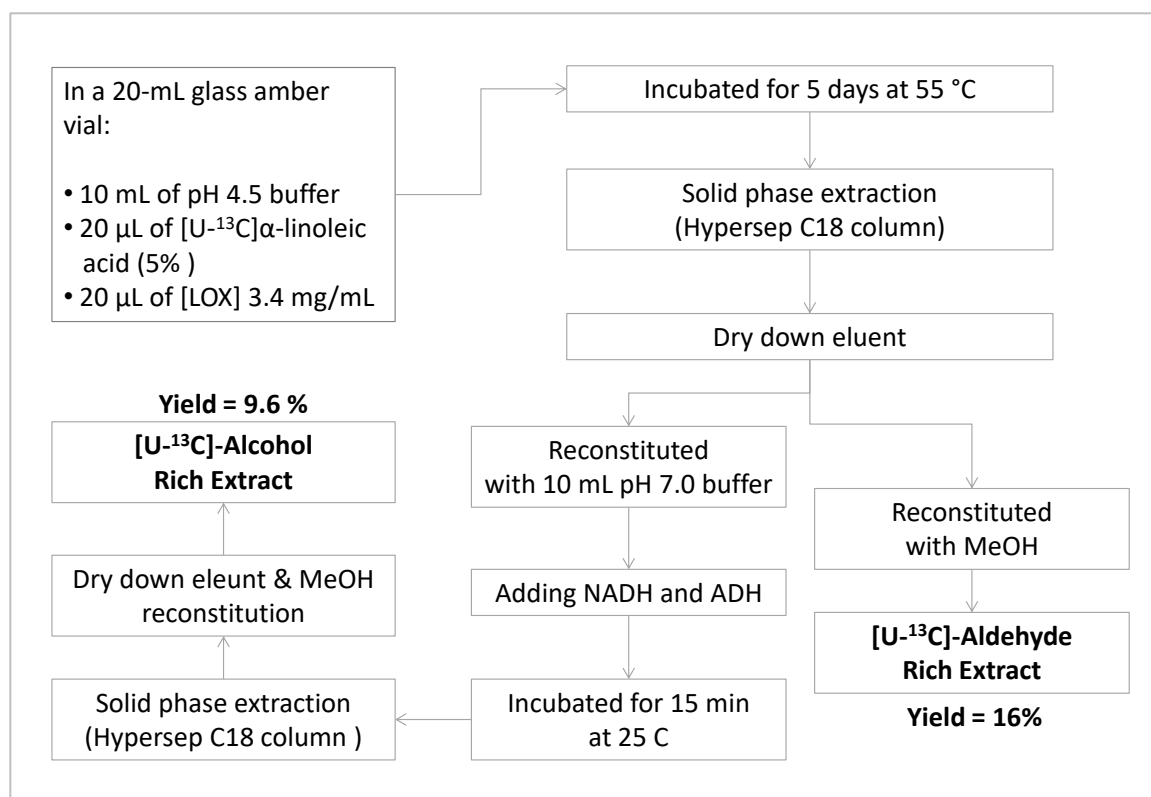 In a 20-mL glass amber
vial:
• 10 mL of pH 4.5 buffer
• 20 µL of [U-¹³C]α-linoleic
acid (5% )
• 20 µL of [LOX] 3.4 mg/mL
Incubated for 5 days at 55 °C
Solid phase extraction
(Hypersep C18 column)
Dry down eluent
Reconstituted
with MeOH
[U-¹³C]-Aldehyde
Rich Extract
Yield = 16%
Reconstituted
with 10 mL pH 7.0 buffer
Adding NADH and ADH
Incubated for 15 min
at 25 C
Solid phase extraction
(Hypersep C18 column )
Dry down eleunt & MeOH
reconstitution
[U-¹³C]-Alcohol
Rich Extract
Yield = 9.6 %